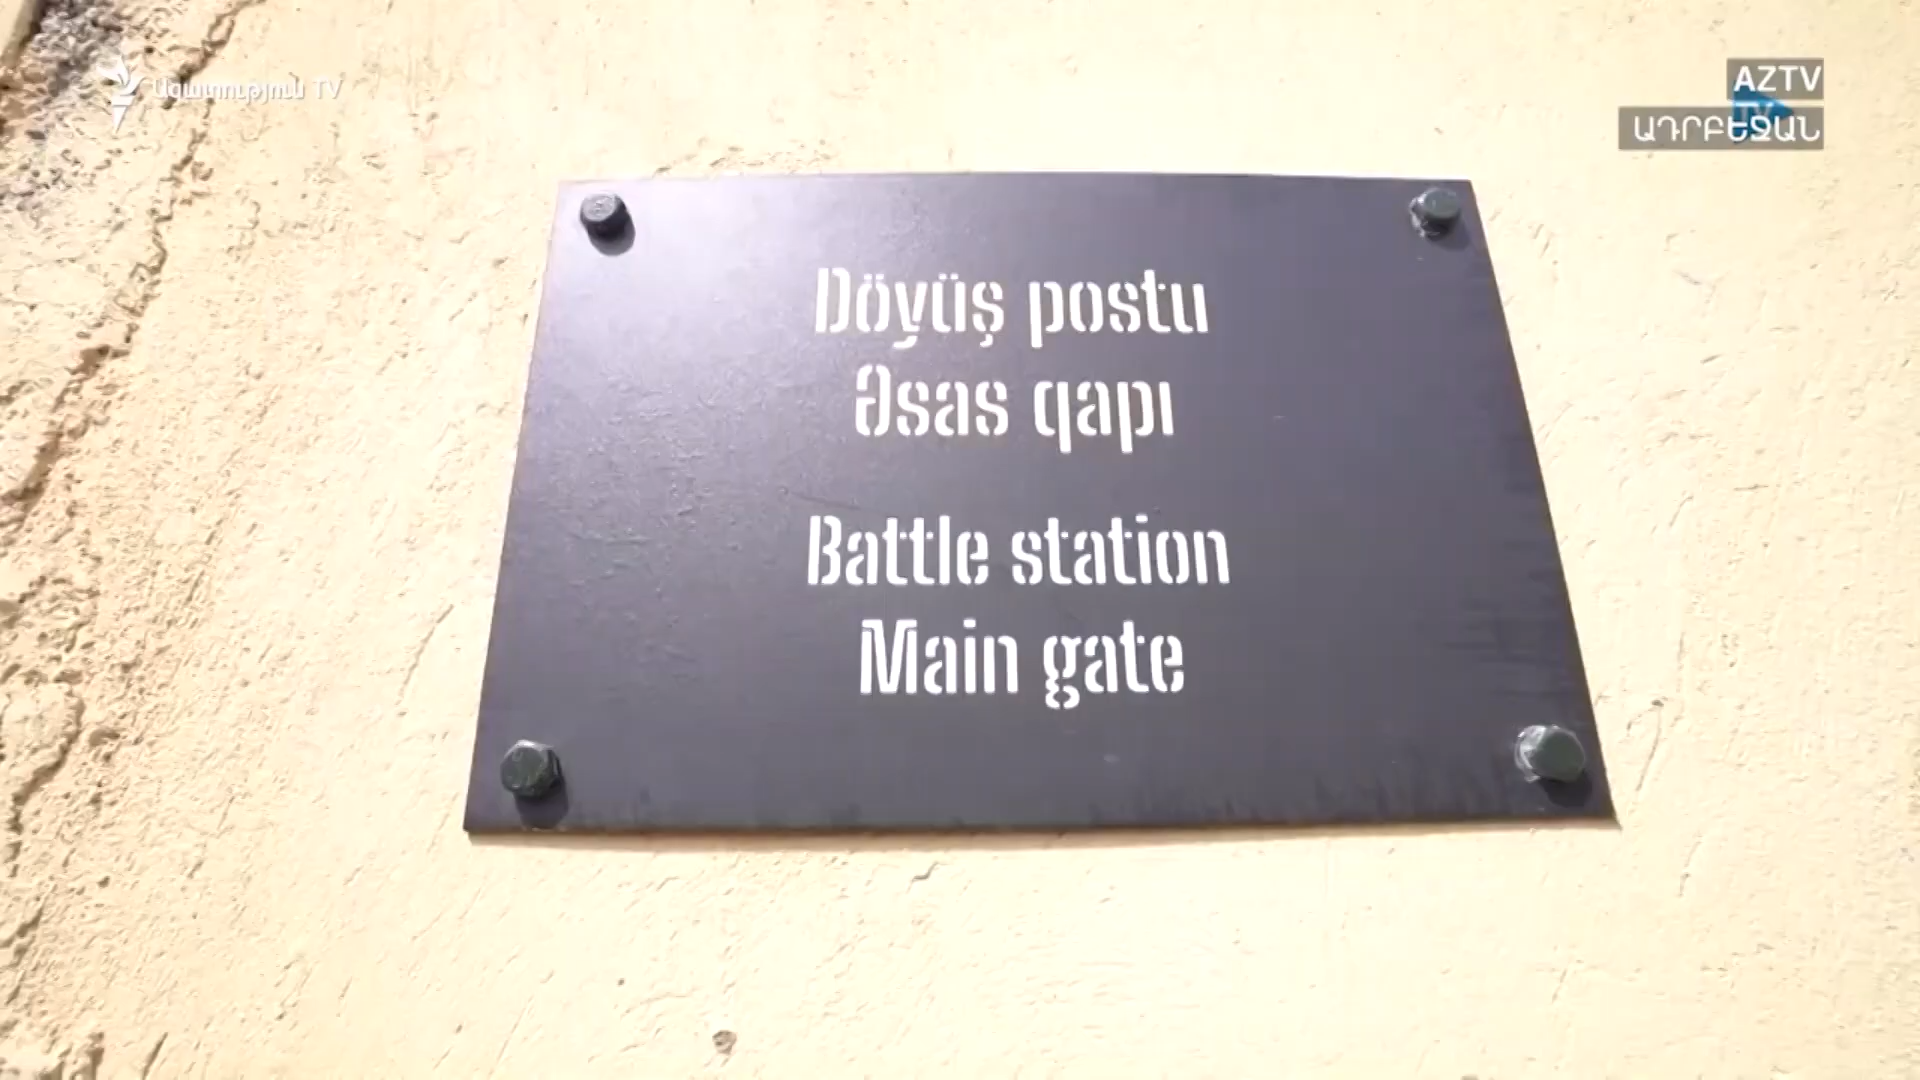 Ազատություն TV
AZTV
ԱԴՐԲԵՋԱՆ
Döyüş postu
Əsas qapı
Battle station
Main gate